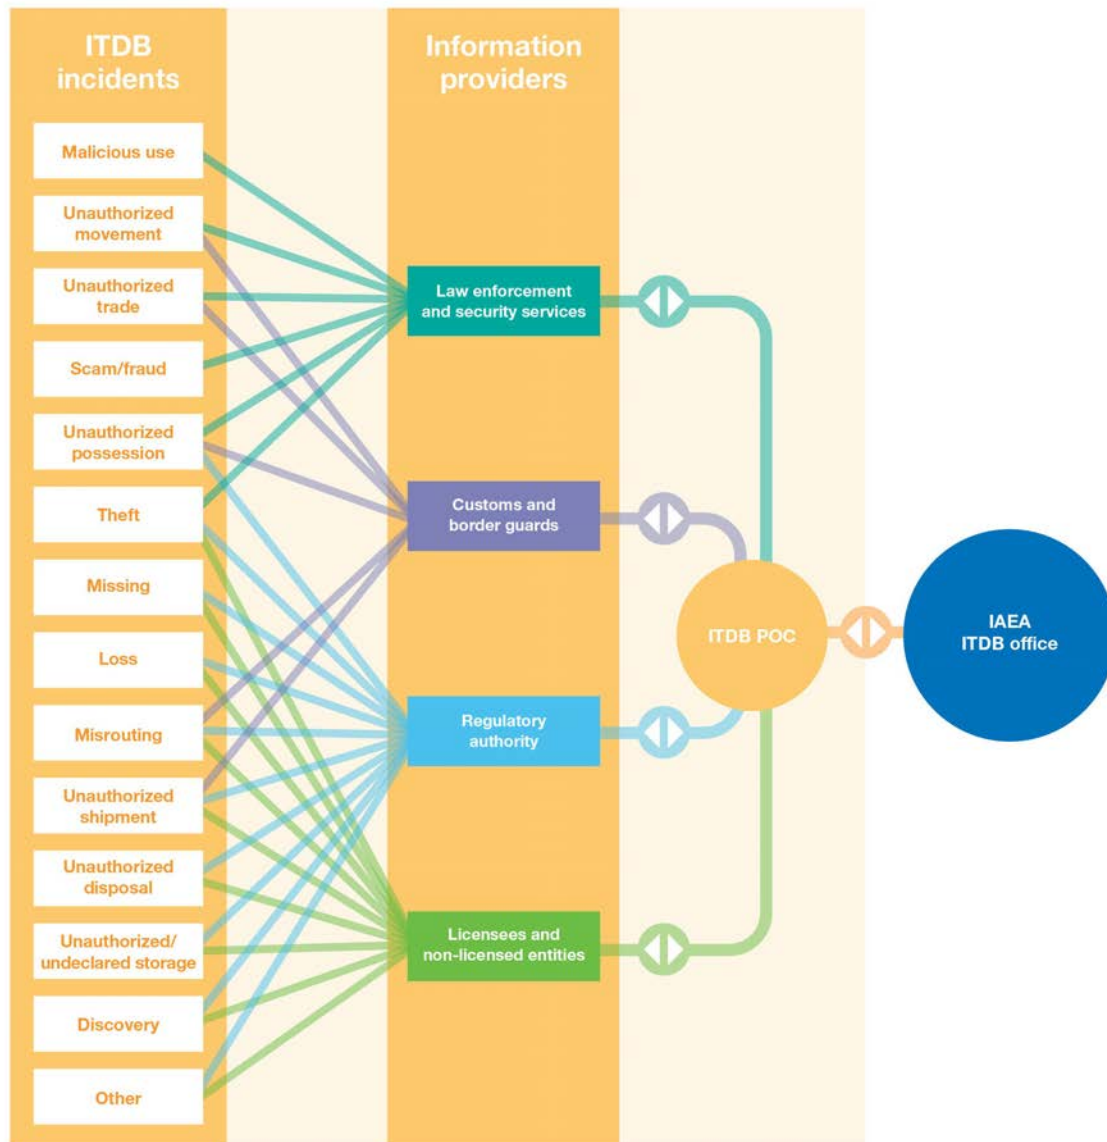 ITDB
incidents
Information
providers
Malicious use
Unauthorized
movement
Unauthorized
trade
Scam/fraud
Unauthorized
possession
Theft
Missing
Loss
Misrouting
Unauthorized
shipment
Unauthorized
disposal
Unauthorized/
undeclared storage
Discovery
Other
Law enforcement
and security services
Customs and
border guards
Regulatory
authority
Licensees and
non-licensed entities
ITDB POC
IAEA
ITDB office